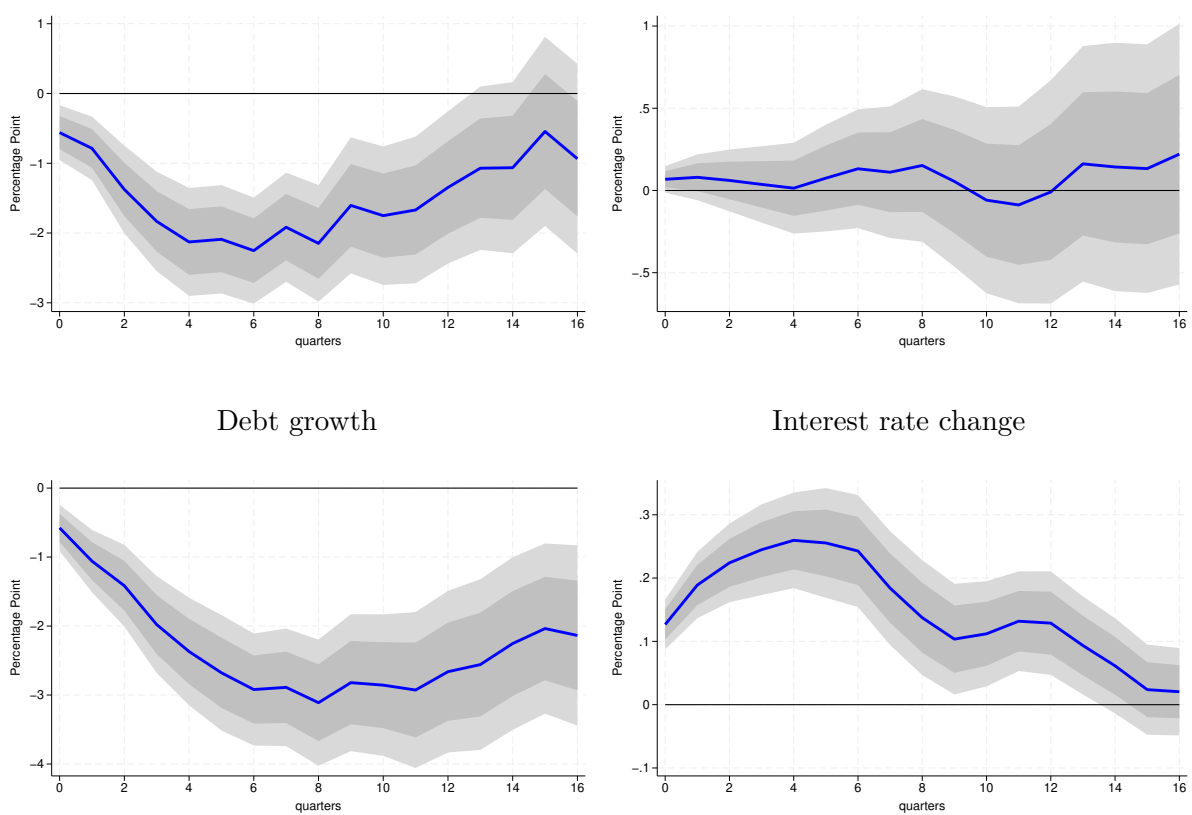 1
0
−1
−2
−3
Percentage Point
0 2 4 6 8 10 12 14 16
quarters
1
.5
0
−.5
Percentage Point
0 2 4 6 8 10 12 14 16
quarters
Debt growth
Interest rate change
0
−1
−2
−3
−4
Percentage Point
0 2 4 6 8 10 12 14 16
quarters
.3
.2
.1
0
−.1
Percentage Point
0 2 4 6 8 10 12 14 16
quarters